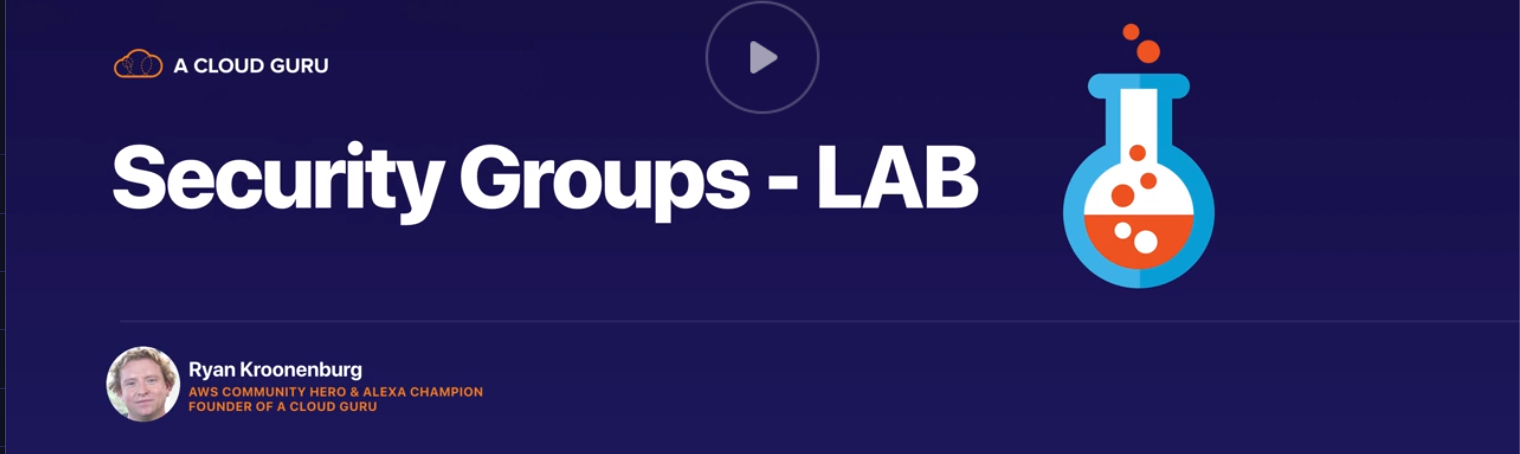 A CLOUD GURU
Security Groups - LAB
Ryan Kroonenburg
AWS COMMUNITY HERO & ALEXA CHAMPION
FOUNDER OF A CLOUD GURU